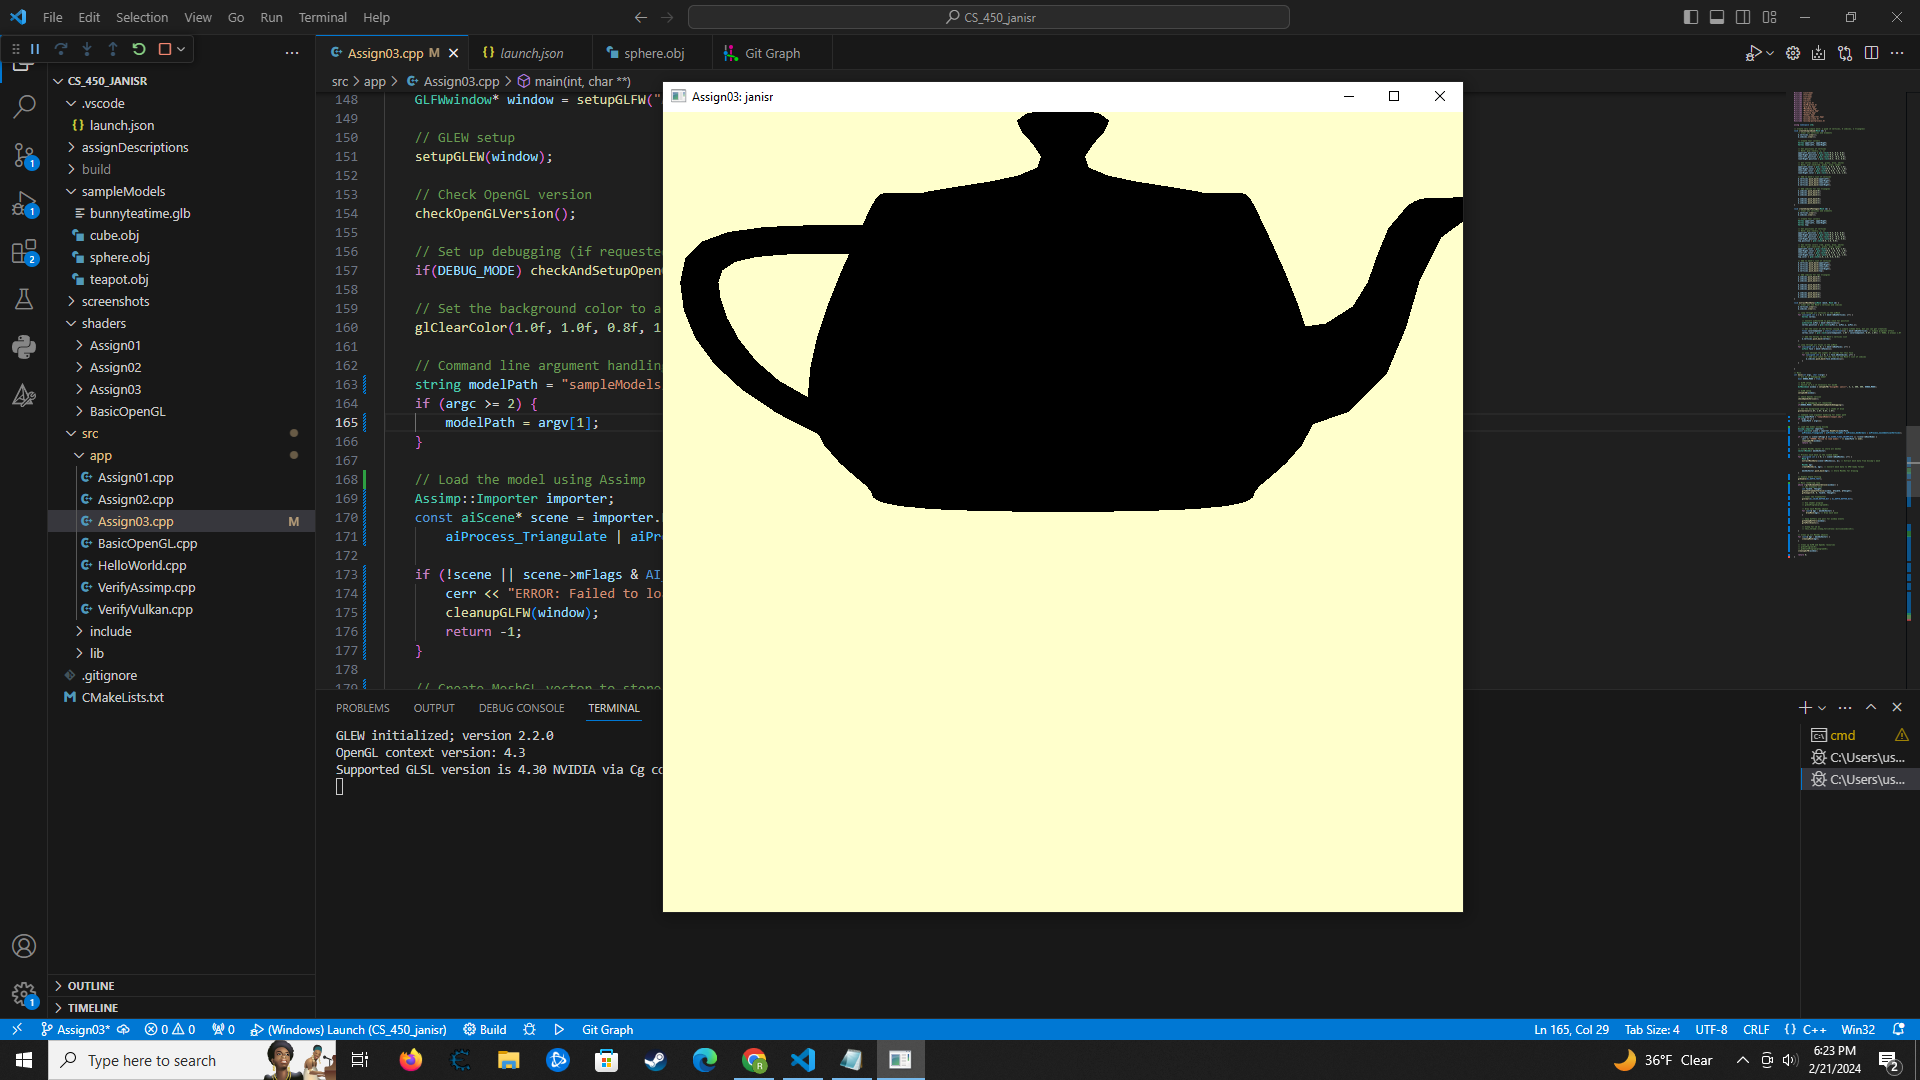 File Edit Selection View Go Run Terminal Help
CS_450_janisr
Assign03.cpp M
launch.json
sphere.obj
Git Graph
src > app > Assign03.cpp > main(int, char **)
CS_450_JANISR
.vscode
launch.json
assignDescriptions
build
sampleModels
bunnyteatime.glb
cube.obj
sphere.obj
teapot.obj
screenshots
shaders
Assign01
Assign02
Assign03
BasicOpenGL
src
app
Assign01.cpp
Assign02.cpp
Assign03.cpp M
BasicOpenGL.cpp
HelloWorld.cpp
VerifyAssimp.cpp
VerifyVulkan.cpp
include
lib
.gitignore
CMakeLists.txt
OUTLINE
TIMELINE
148 GLFWwindow* window = setupGLFW("
149
150 // GLEW setup
151 setupGLEW(window);
152
153 // Check OpenGL version
154 checkOpenGLVersion();
155
156 // Set up debugging (if requeste
157 if(DEBUG_MODE) checkAndSetupOpen
158
159 // Set the background color to a
160 glClearColor(1.0f, 1.0f, 0.8f, 1
161
162 // Command line argument handlin
163 string modelPath = "sampleModels
164 if (argc >= 2) {
165 modelPath = argv[1];
166 }
167
168 // Load the model using Assimp
169 Assimp::Importer importer;
170 const aiScene* scene = importer.
171 aiProcess_Triangulate | aiPr
172
173 if (!scene || scene->mFlags & AI
174 cerr << "ERROR: Failed to lo
175 cleanupGLFW(window);
176 return -1;
177 }
178
179 // Create MeshGL vector to store
Assign03: janisr
PROBLEMS OUTPUT DEBUG CONSOLE TERMINAL
GLEW initialized; version 2.2.0
OpenGL context version: 4.3
Supported GLSL version is 4.30 NVIDIA via Cg co
cmd
C:\Users\us...
C:\Users\us...
Assign03* 0 0 0 (Windows) Launch (CS_450_janisr) Build Git Graph
Ln 165, Col 29 Tab Size: 4 UTF-8 CRLF {} C++ Win32
Type here to search
36°F Clear
6:23 PM
2/21/2024